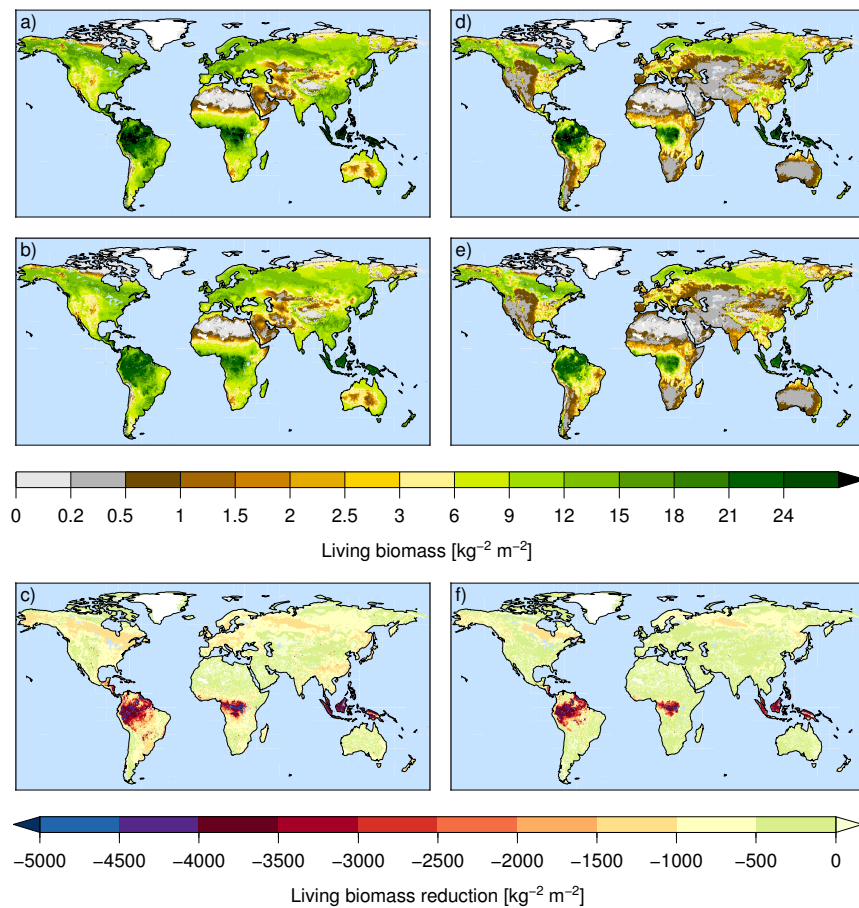 a) d)
b) e)
0 0.2 0.5 1 1.5 2 2.5 3 6 9 12 15 18 21 24
Living biomass [kg⁻² m⁻²]
c) f)
−5000 −4500 −4000 −3500 −3000 −2500 −2000 −1500 −1000 −500 0
Living biomass reduction [kg⁻² m⁻²]